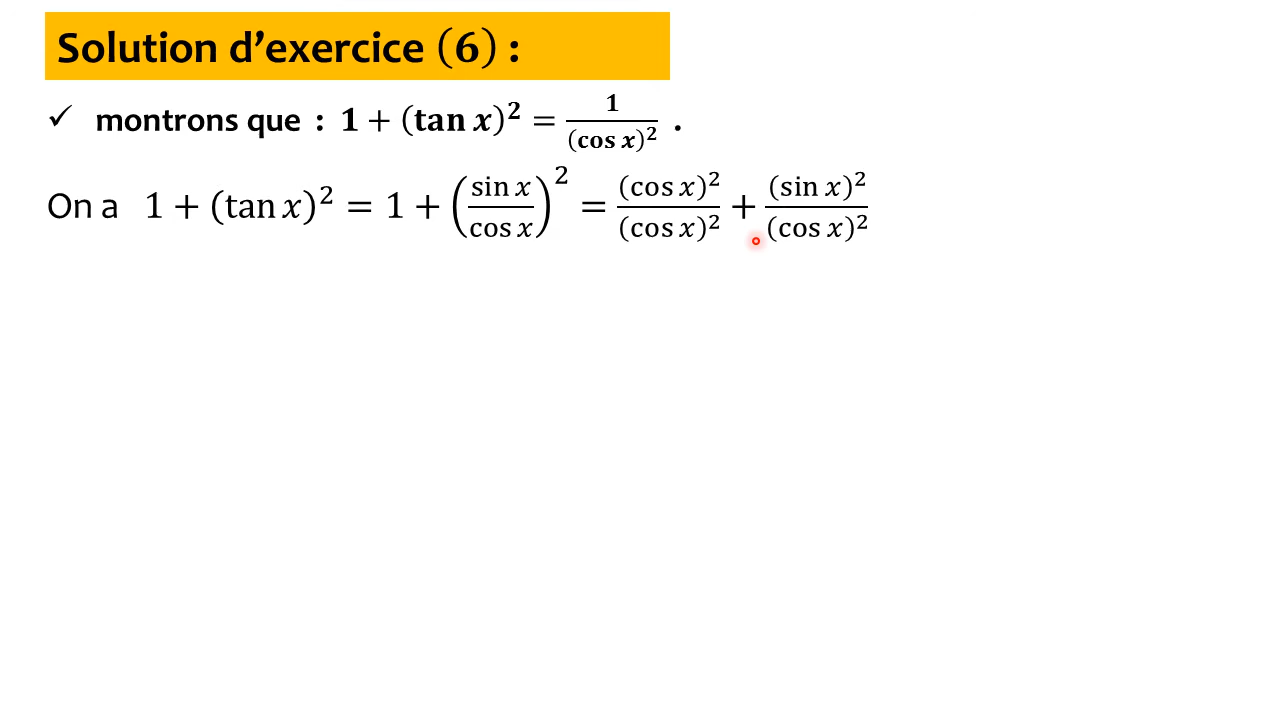 Solution d’exercice (6) :
✓ montrons que : 1 + (tan x)² = 1/(cos x)² .
On a 1 + (tan x)² = 1 + (sin x/cos x)² = (cos x)²/(cos x)² + (sin x)²/(cos x)²